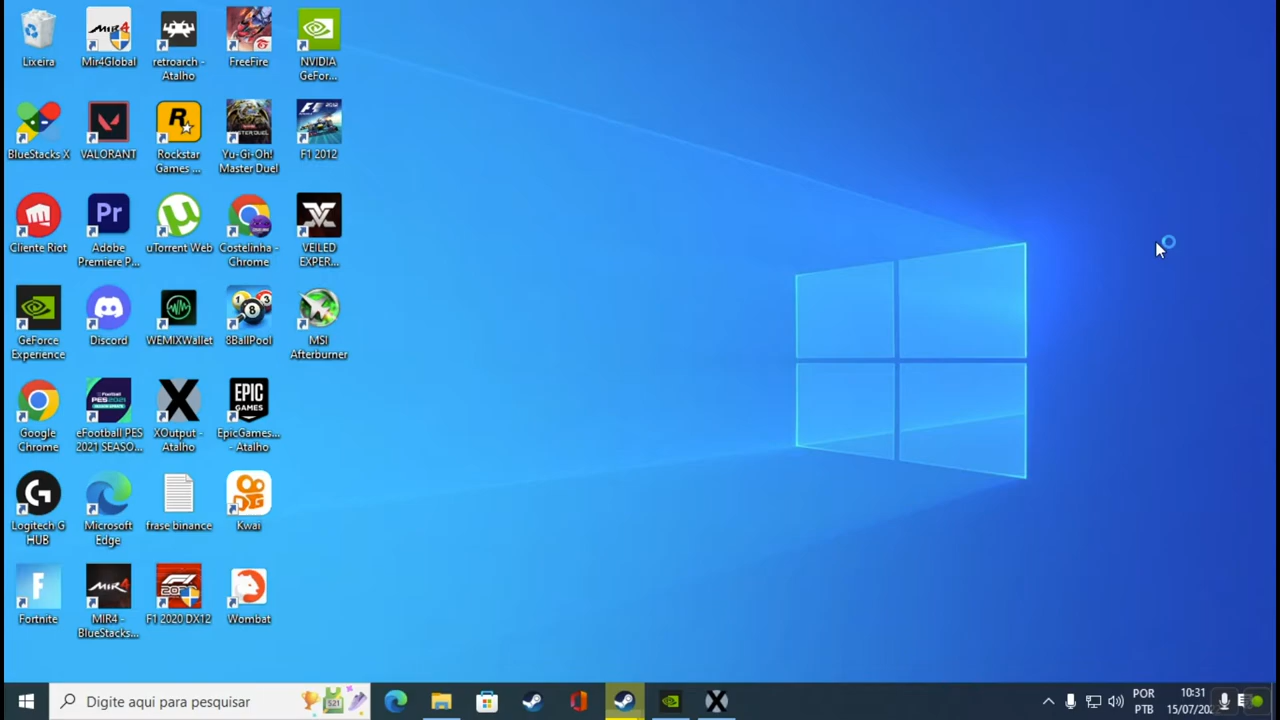 Lixeira
Mir4Global
retroarch -
Atalho
FreeFire
NVIDIA
GeFor...
BlueStacks X
VALORANT
Rockstar
Games ...
Yu-Gi-Oh!
Master Duel
F1 2012
Cliente Riot
Adobe
Premiere P...
uTorrent Web
Costelinha -
Chrome
VEILED
EXPER...
GeForce
Experience
Discord
WEMIXWallet
8BallPool
MSI
Afterburner
Google
Chrome
eFootball PES
2021 SEASO...
XOutput -
Atalho
EpicGames...
- Atalho
Logitech G
HUB
Microsoft
Edge
frase binance
Kwai
Fortnite
MIR4 -
BlueStacks...
F1 2020 DX12
Wombat
Digite aqui para pesquisar
POR
PTB
10:31
15/07/202